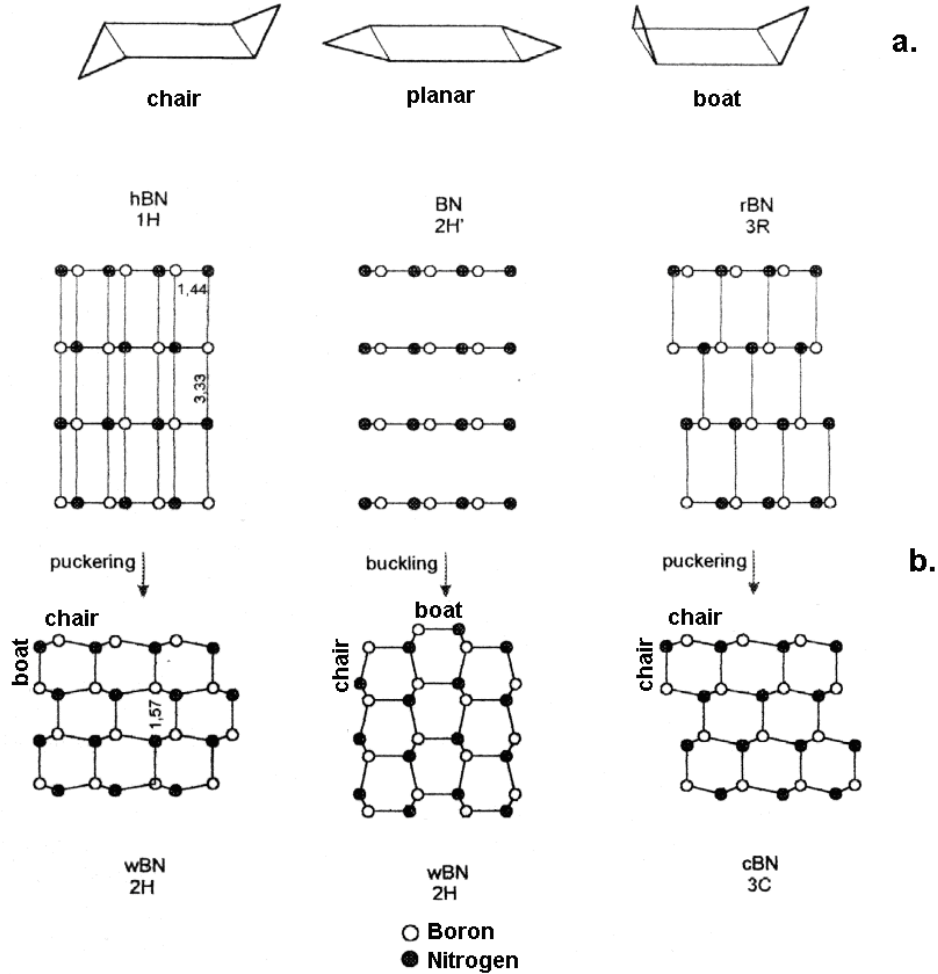 a.
chair
planar
boat
hBN
1H
BN
2H'
rBN
3R
1,44
3,33
puckering
buckling
puckering
b.
chair
boat
boat
chair
chair
chair
1,57
wBN
2H
wBN
2H
cBN
3C
Boron
Nitrogen